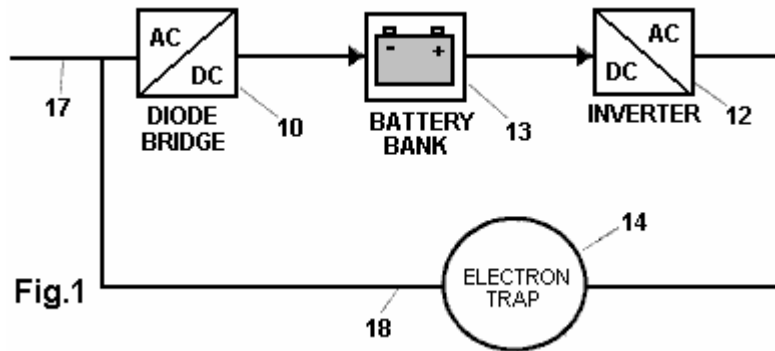 AC
DC
- +
AC
DC
17
10
13
12
DIODE
BRIDGE
BATTERY
BANK
INVERTER
14
ELECTRON
TRAP
Fig.1
18